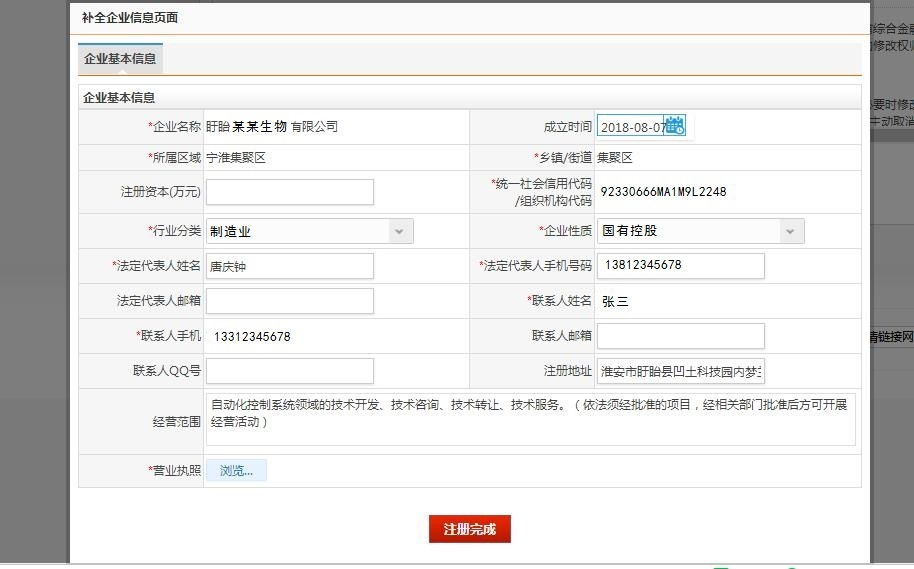 补全企业信息页面
企业基本信息
企业基本信息
*企业名称 盱眙某某生物 有限公司 成立时间 2018-08-07
*所属区域 宁淮集聚区 *乡镇/街道 集聚区
注册资本(万元) *统一社会信用代码
/组织机构代码 92330666MA1M9L2248
*行业分类 制造业 *企业性质 国有控股
*法定代表人姓名 唐庆钟 *法定代表人手机号码 13812345678
法定代表人邮箱 *联系人姓名 张三
*联系人手机 13312345678 联系人邮箱
联系人QQ号 注册地址 淮安市盱眙县凹土科技园内梦
经营范围 自动化控制系统领域的技术开发、技术咨询、技术转让、技术服务。（依法须经批准的项目，经相关部门批准后方可开展
经营活动）
*营业执照 浏览...
注册完成
综合金融
修改权
要时修改
主动取消
情链接网